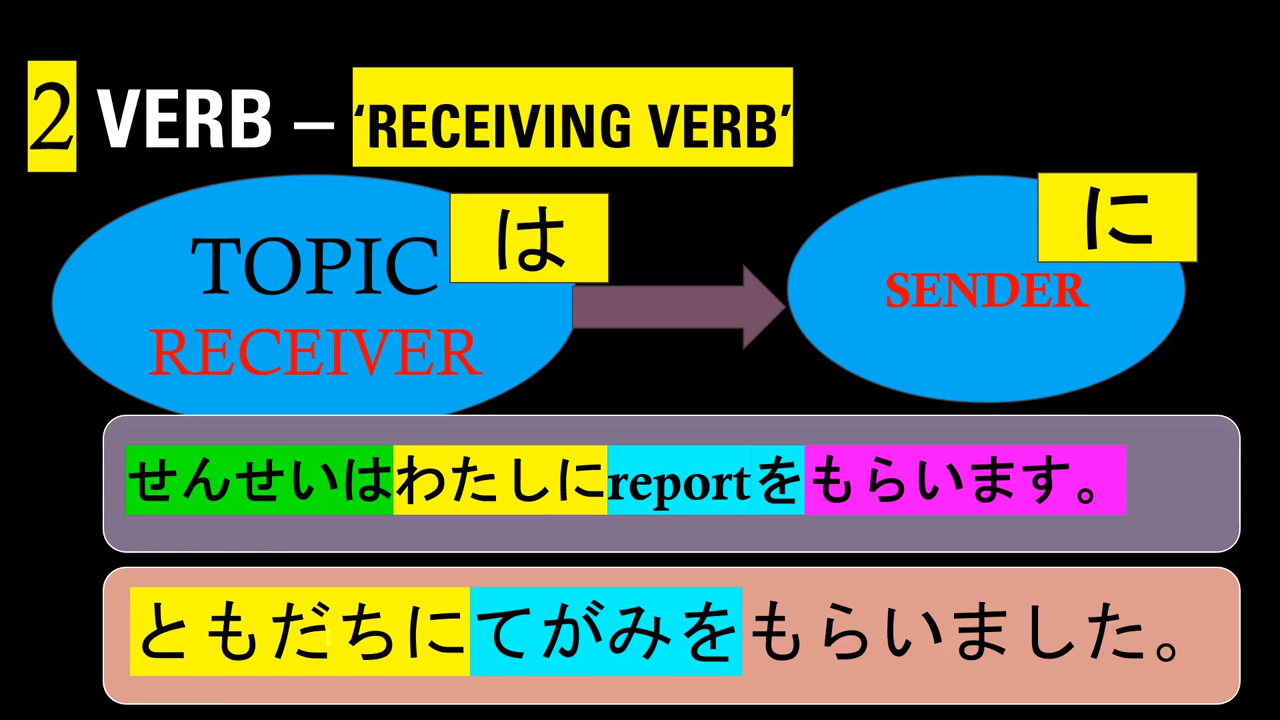 2 VERB – ‘RECEIVING VERB’
TOPIC は
RECEIVER
に
SENDER
せんせいはわたしにreportをもらいます。
ともだちにてがみをもらいました。